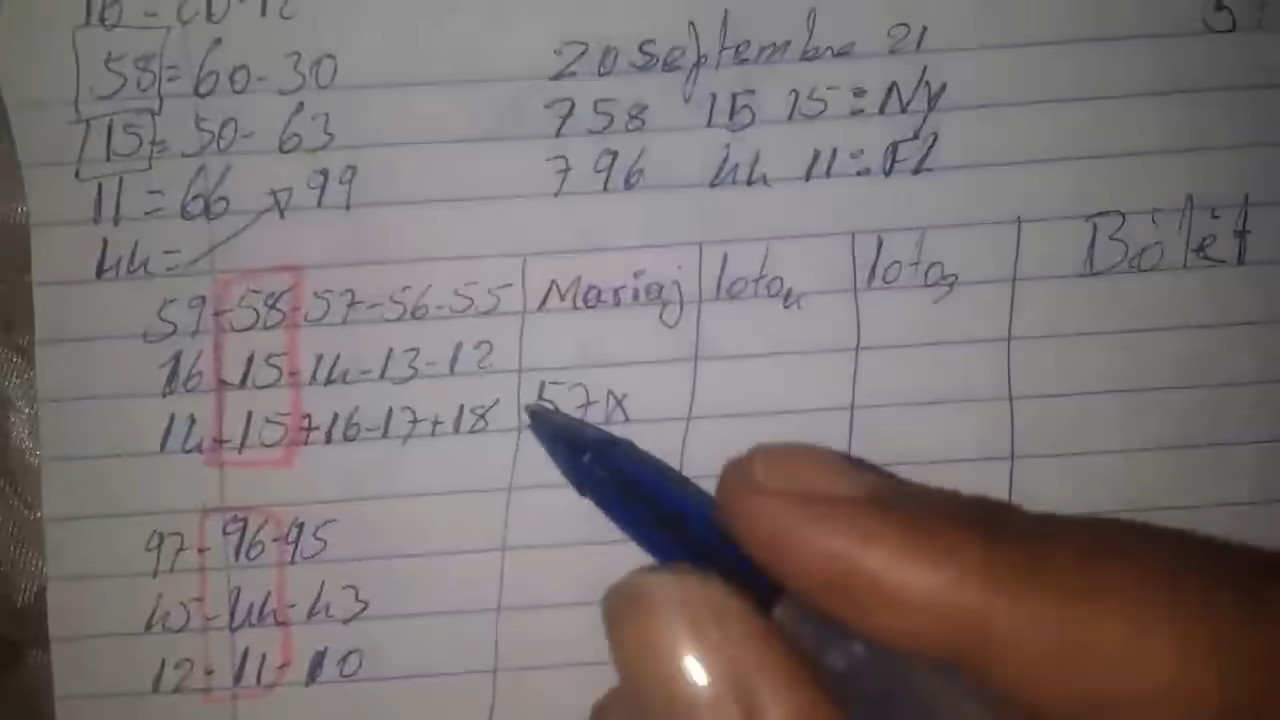 58=60-30
20 Septembre 21
15=50-63
758 15 15=Ny
11=66 99
796 44 11=Fl
44=
59-58-57-56-55 Mariaj loto4 loto3 Bòlèt
16-15-14-13-12
14-15+16-17+18 57x
97-96-95
45-44-43
12-11-10